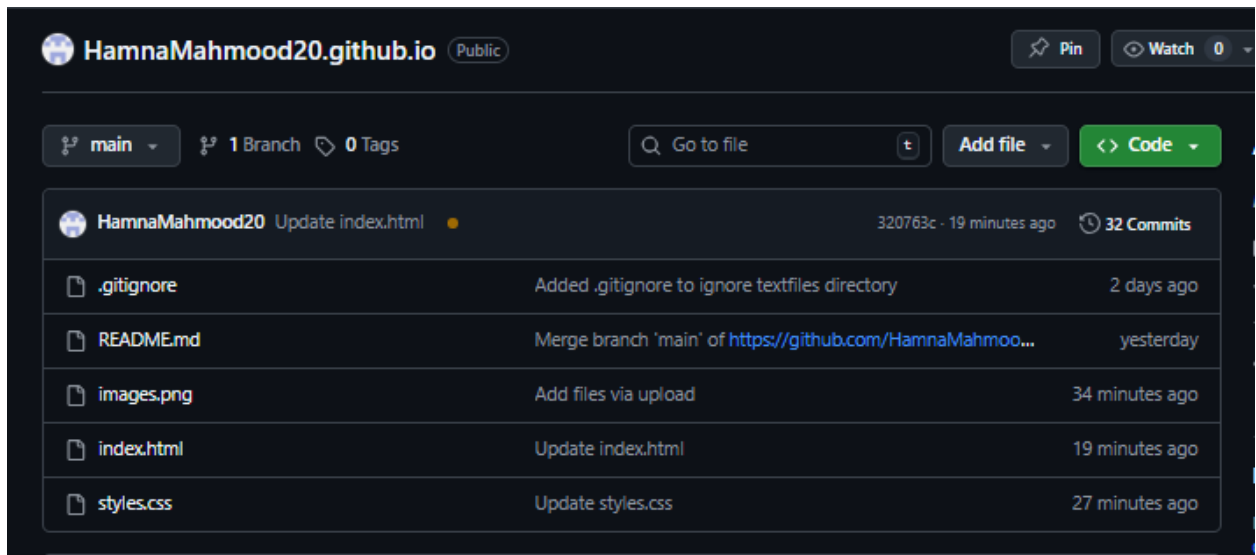 HamnaMahmood20.github.io Public Pin Watch 0
main 1 Branch 0 Tags Go to file t Add file Code
HamnaMahmood20 Update index.html 320763c · 19 minutes ago 32 Commits
.gitignore Added .gitignore to ignore textfiles directory 2 days ago
README.md Merge branch 'main' of https://github.com/HamnaMahmoo... yesterday
images.png Add files via upload 34 minutes ago
index.html Update index.html 19 minutes ago
styles.css Update styles.css 27 minutes ago